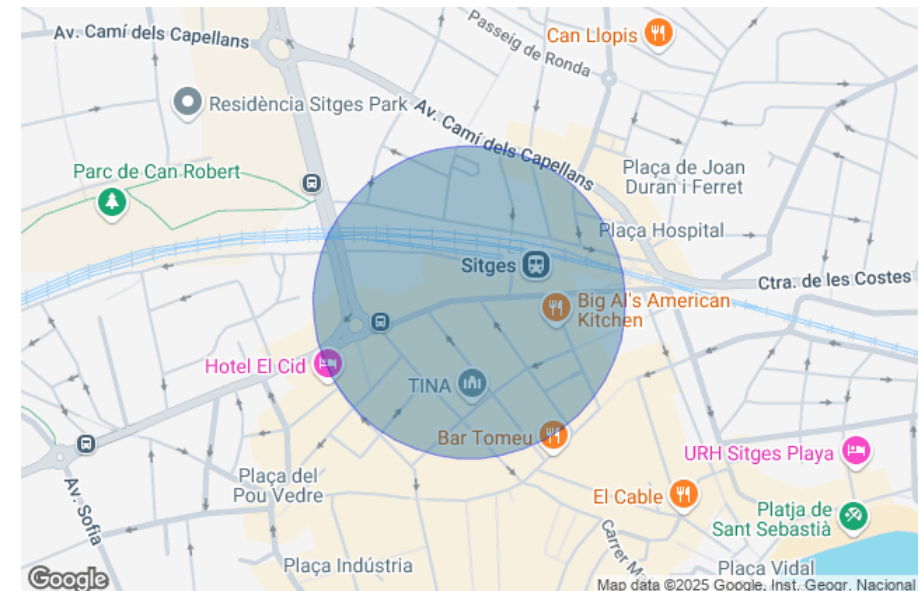 Can Llopis
Passeig de Ronda
Av. Camí dels Capellans
Residència Sitges Park
Av. Camí dels Capellans
Parc de Can Robert
Plaça de Joan
Duran i Ferret
Plaça Hospital
Sitges
Ctra. de les Costes
Big Al's American
Kitchen
Hotel El Cid
TINA
Bar Tomeu
URH Sitges Playa
Plaça del
Pou Vedre
El Cable
Av. Sofia
Platja de
Sant Sebastià
Carrer
Plaça Indústria
Plaça Vidal
Google
Map data ©2025 Google, Inst. Geogr. Nacional